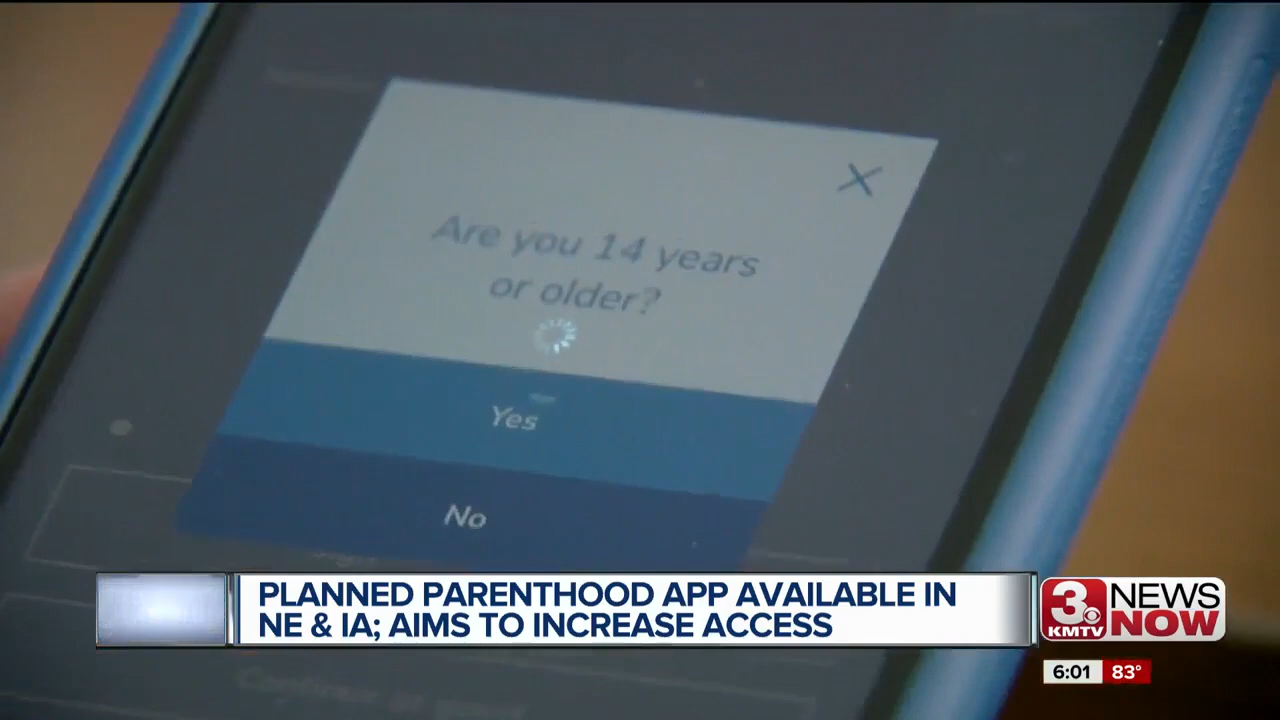 Are you 14 years
or older?
Yes
No
PLANNED PARENTHOOD APP AVAILABLE IN
NE & IA; AIMS TO INCREASE ACCESS
3
KMTV
NEWS
NOW
6:01 83°